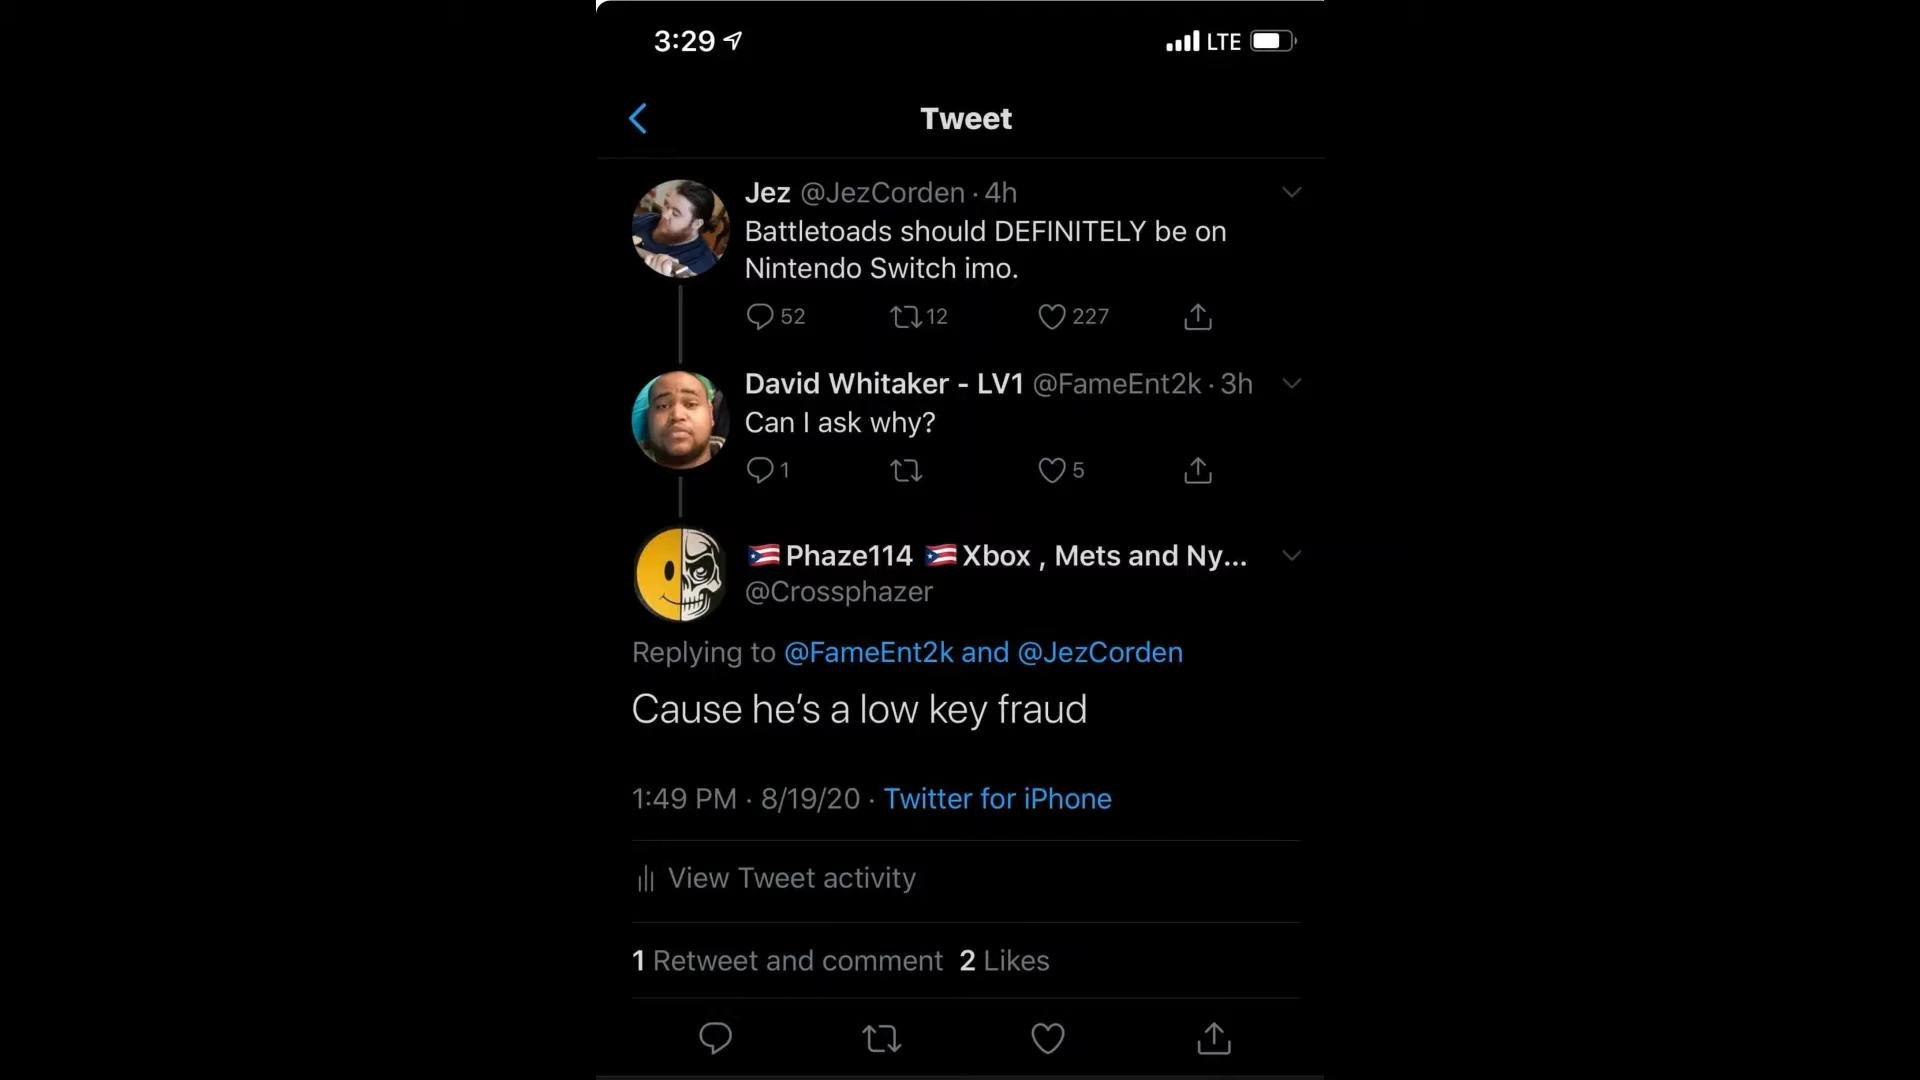 3:29 LTE
Tweet
Jez @JezCorden · 4h
Battletoads should DEFINITELY be on
Nintendo Switch imo.
52 12 227
David Whitaker - LV1 @FameEnt2k · 3h
Can I ask why?
1 5
🇵🇷Phaze114 🇵🇷Xbox , Mets and Ny...
@Crossphazer
Replying to @FameEnt2k and @JezCorden
Cause he’s a low key fraud
1:49 PM · 8/19/20 · Twitter for iPhone
View Tweet activity
1 Retweet and comment 2 Likes